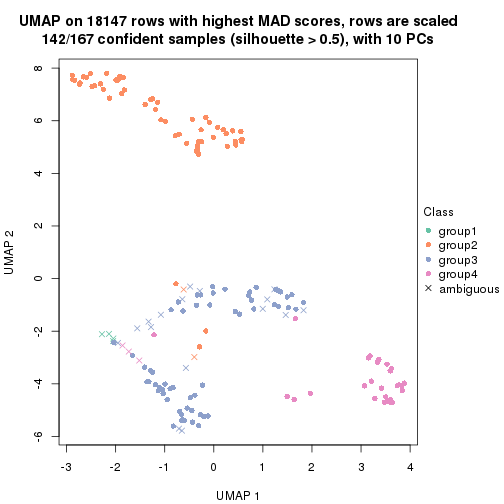 UMAP on 18147 rows with highest MAD scores, rows are scaled
142/167 confident samples (silhouette > 0.5), with 10 PCs
8
6
4
2
0
-2
-4
-6
UMAP 2
-3
-2
-1
0
1
2
3
4
UMAP 1
Class
group1
group2
group3
group4
ambiguous